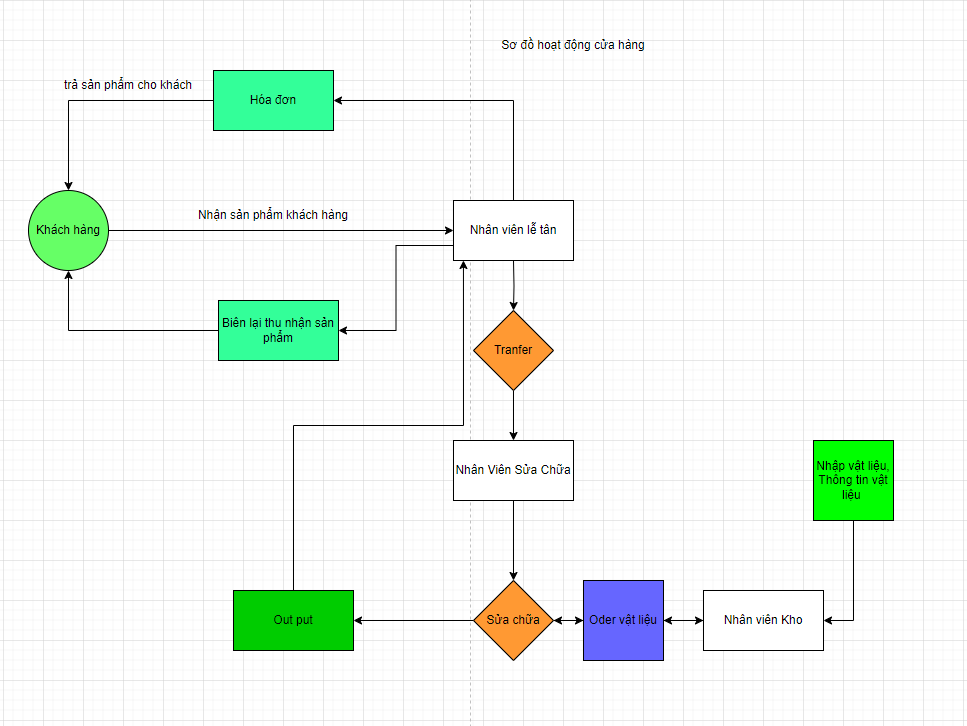 Sơ đồ hoạt động cửa hàng
trả sản phẩm cho khách
Hóa đơn
Nhận sản phẩm khách hàng
Khách hàng
Nhân viên lễ tân
Biên lại thu nhận sản
phẩm
Tranfer
Nhân Viên Sửa Chữa
Nhâp vât liệu,
Thông tin vật
liệu
Out put
Sửa chữa
Oder vật liệu
Nhân viên Kho